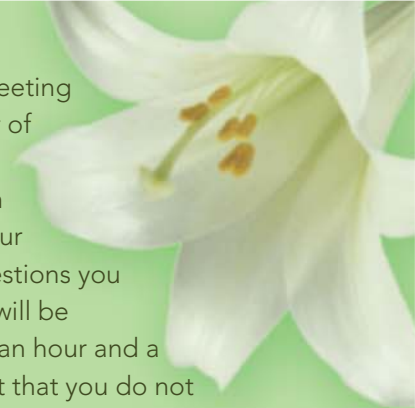 eeting
of
ur
estions you
will be
an hour and a
t that you do not